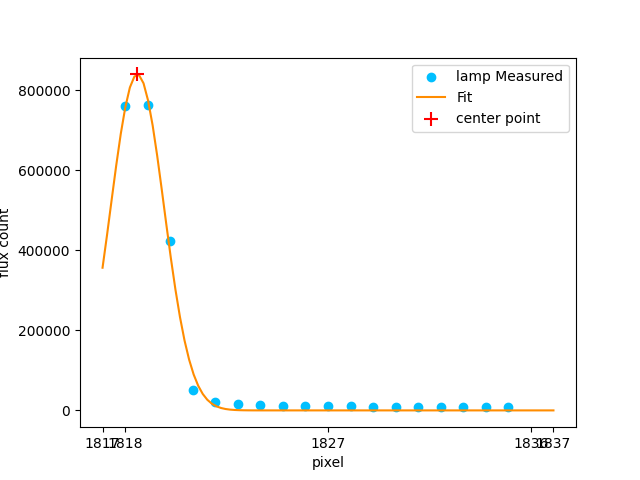 lamp Measured
Fit
center point
800000
600000
400000
200000
0
flux count
1817 1818 1827 1836 1837
pixel